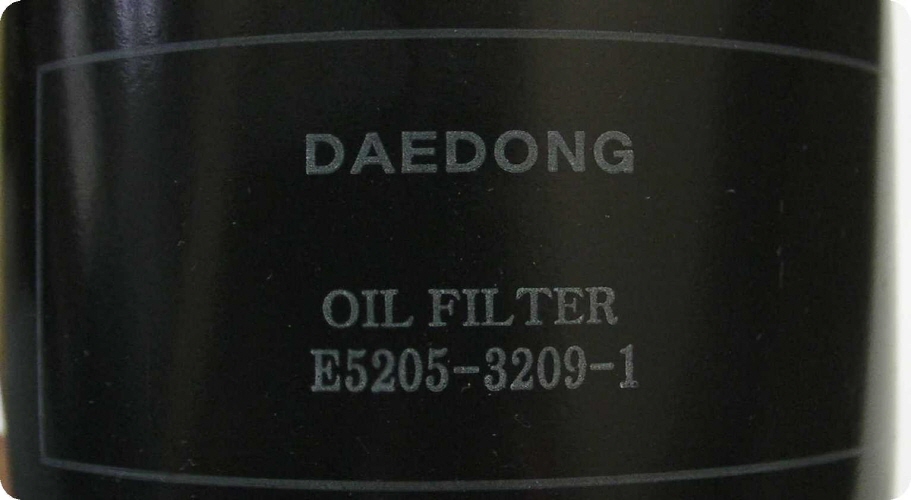 DAEDONG
OIL FILTER
E5205-3209-1